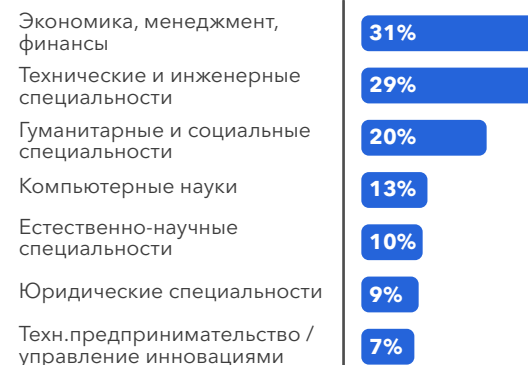 Экономика, менеджмент,
финансы
31%
Технические и инженерные
специальности
29%
Гуманитарные и социальные
специальности
20%
Компьютерные науки
13%
Естественно-научные
специальности
10%
Юридические специальности
9%
Техн.предпринимательство /
управление инновациями
7%